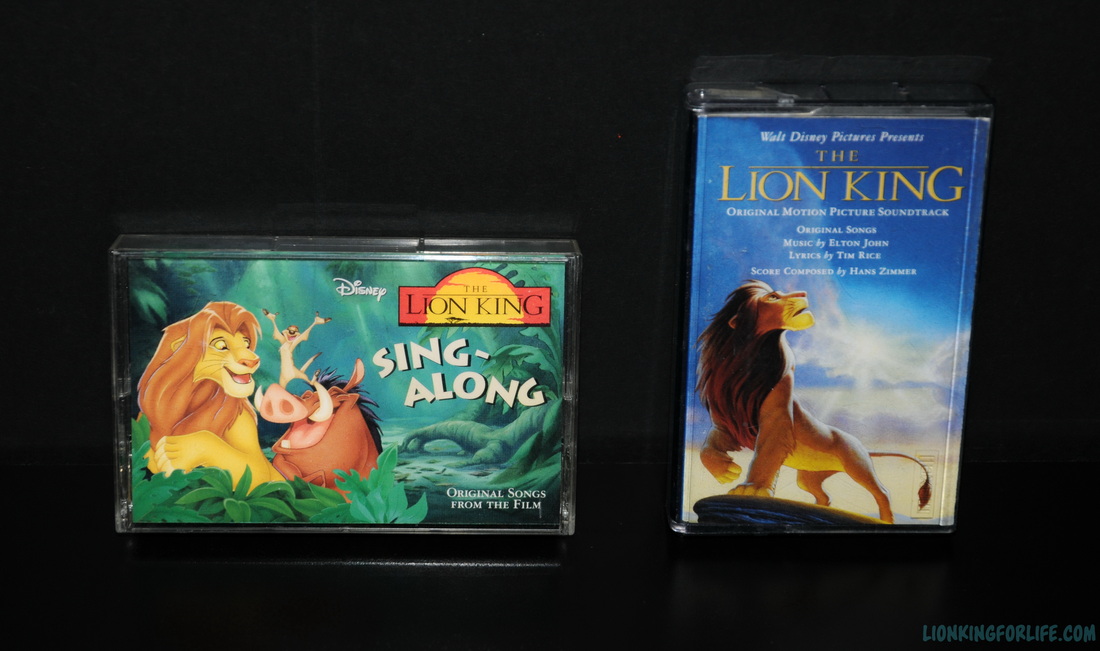 Disney
THE
LION KING
SING-
ALONG
ORIGINAL SONGS
FROM THE FILM
Walt Disney Pictures Presents
THE
LION KING
ORIGINAL MOTION PICTURE SOUNDTRACK
ORIGINAL SONGS
MUSIC by ELTON JOHN
LYRICS by TIM RICE
SCORE COMPOSED by HANS ZIMMER
LIONKINGFORLIFE.COM